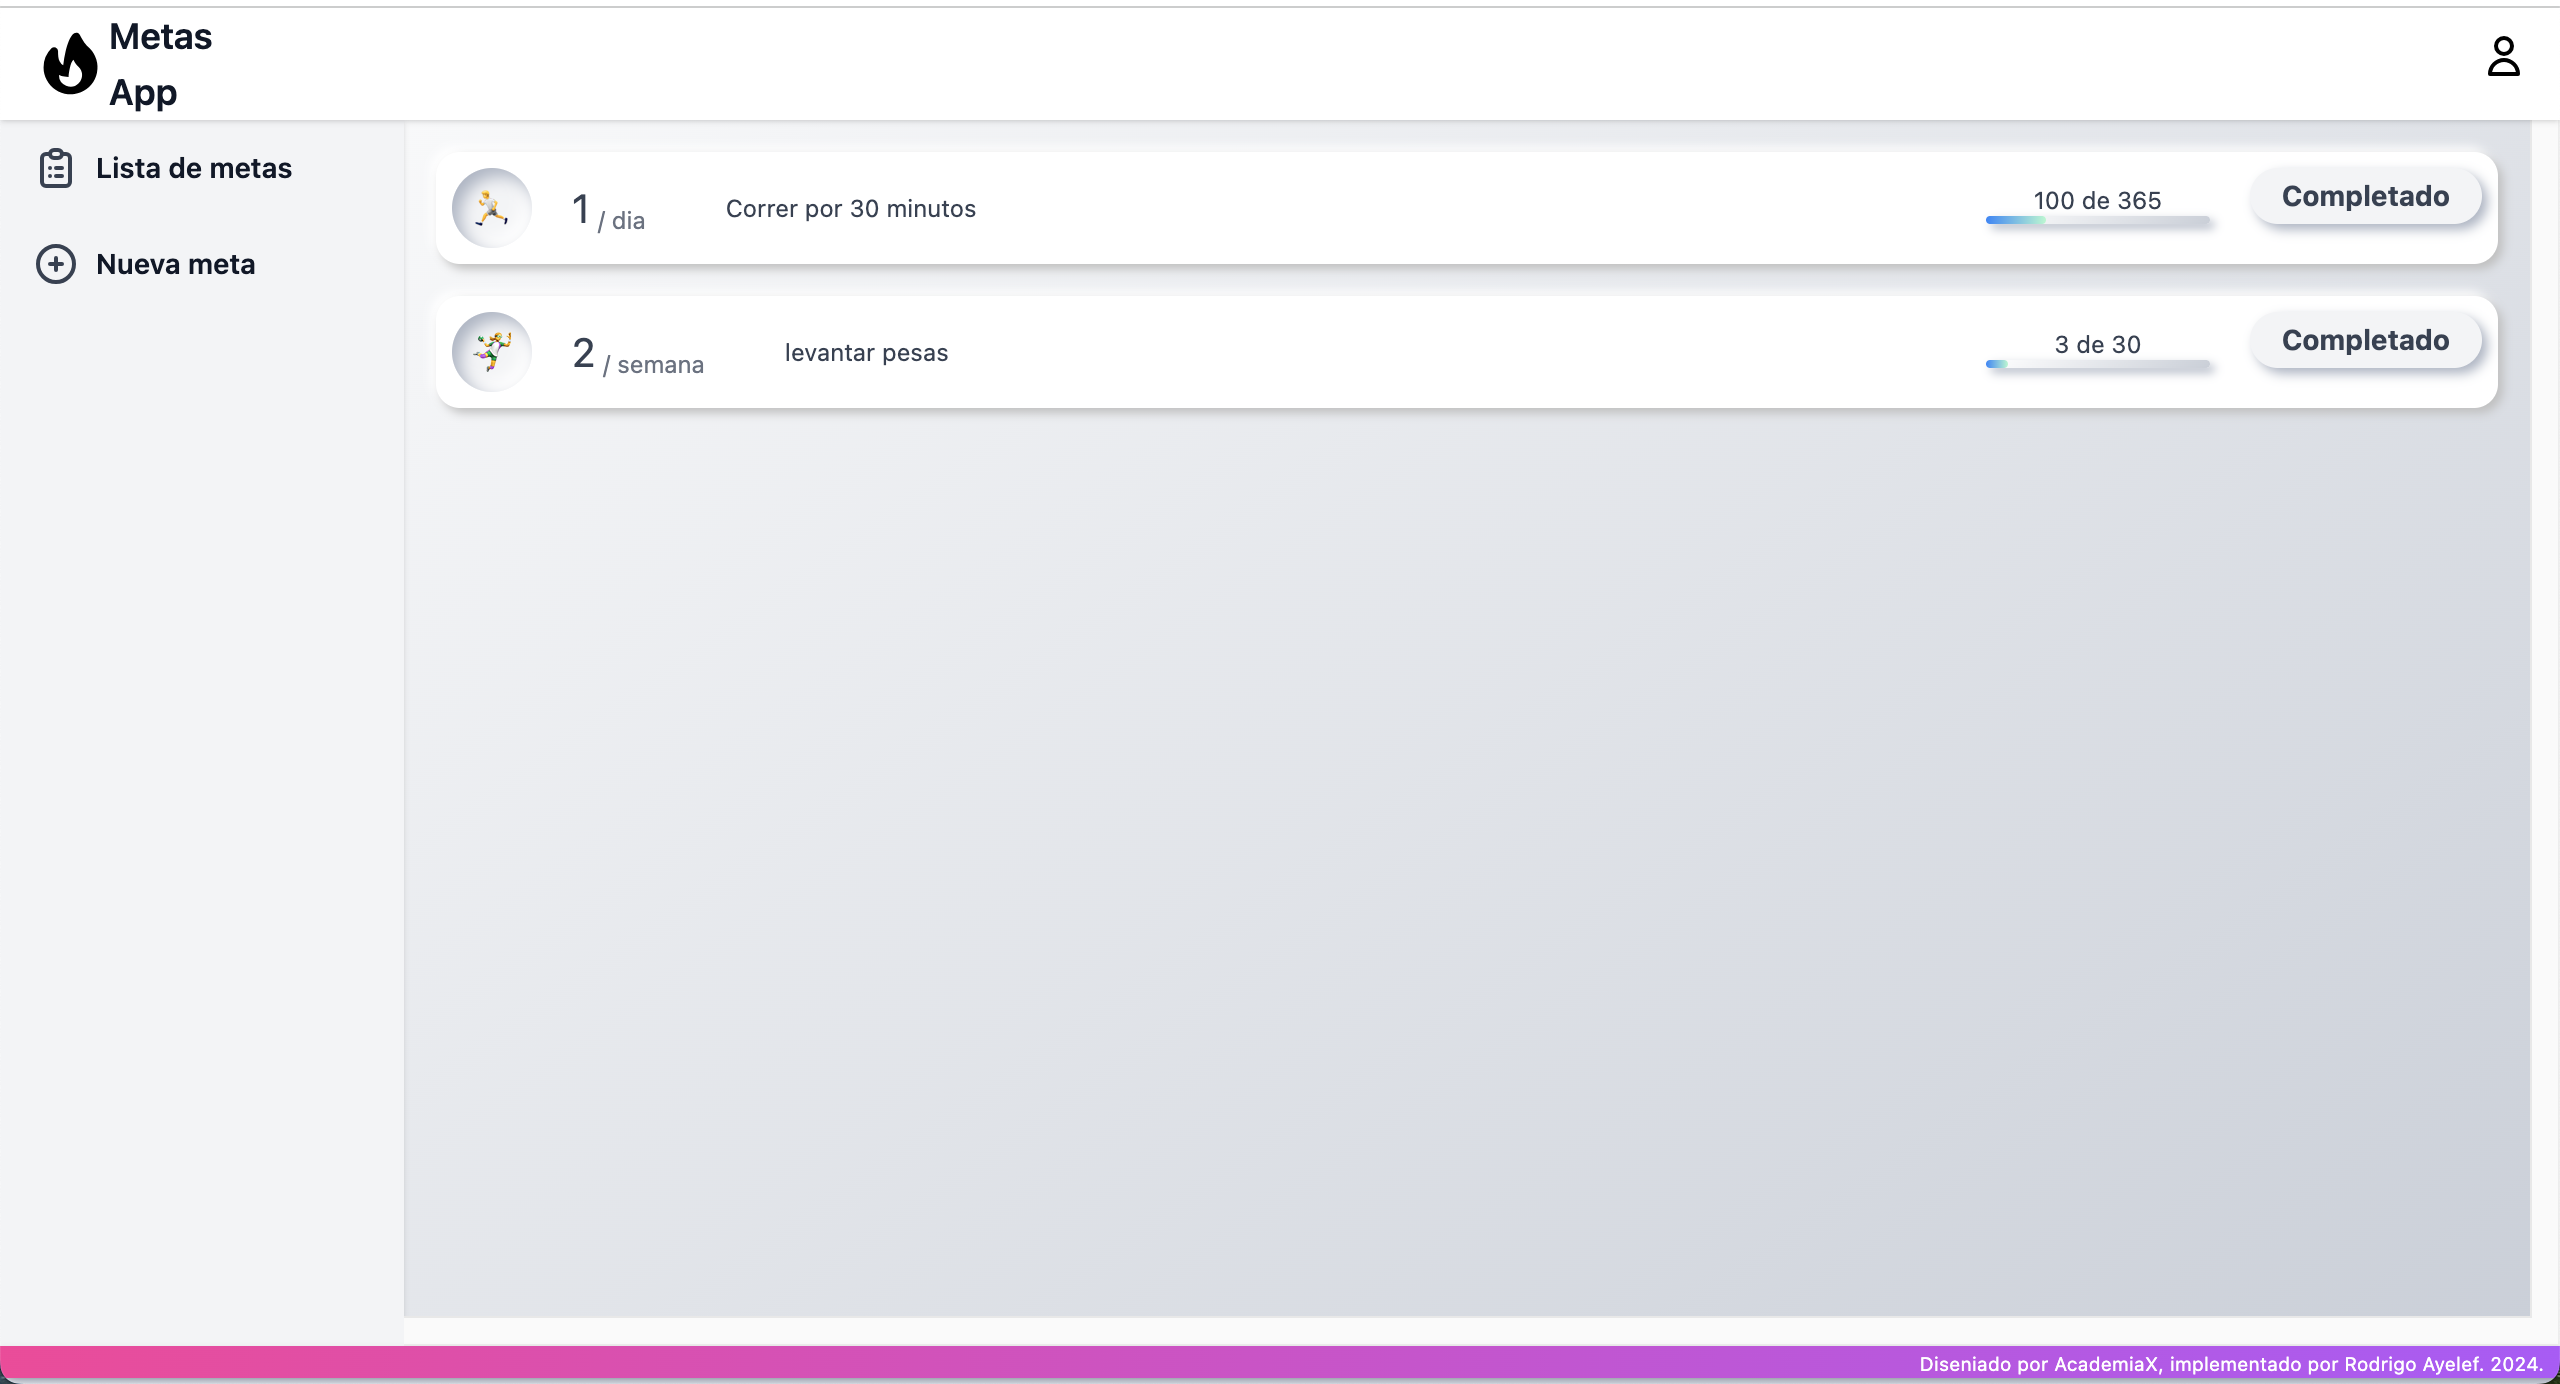 Metas
App
Lista de metas
Nueva meta
1 / dia Correr por 30 minutos 100 de 365 Completado
2 / semana levantar pesas 3 de 30 Completado
Diseniado por AcademiaX, implementado por Rodrigo Ayelef. 2024.